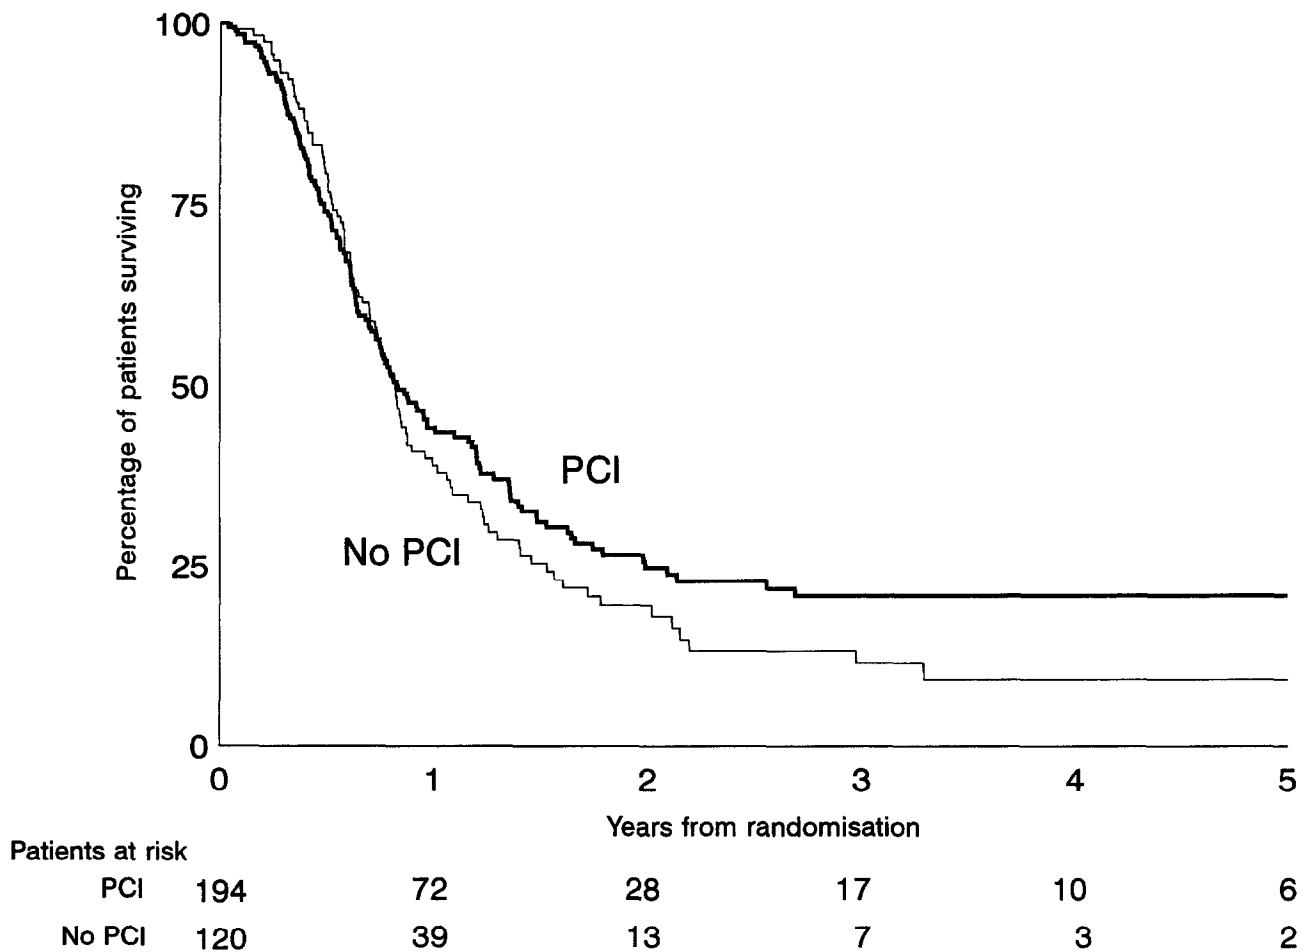 100
75
50
25
0
Percentage of patients surviving
PCI
No PCI
0 1 2 3 4 5
Years from randomisation
Patients at risk
PCI 194 72 28 17 10 6
No PCI 120 39 13 7 3 2